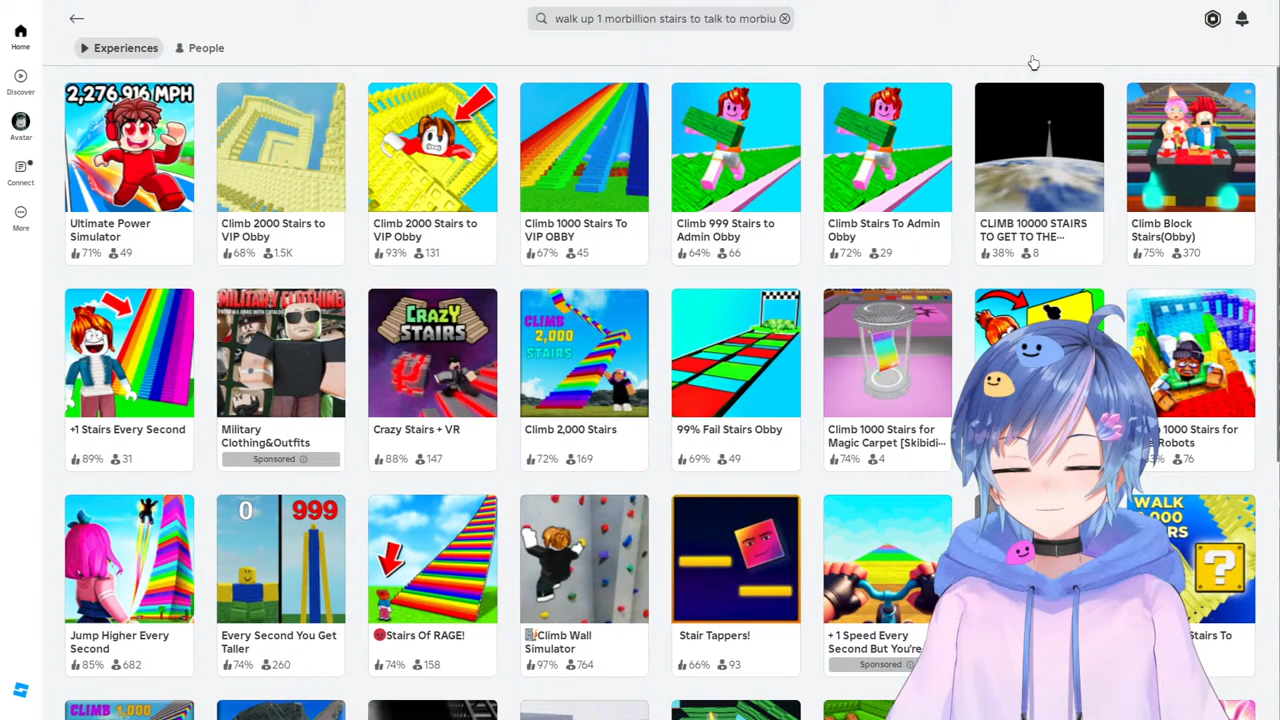 walk up 1 morbillion stairs to talk to morbiu
Home
Discover
Avatar
Connect
More
Experiences
People
2,276,916 MPH
Ultimate Power
Simulator
71% 49
Climb 2000 Stairs to
VIP Obby
68% 1.5K
Climb 2000 Stairs to
VIP Obby
93% 131
Climb 1000 Stairs To
VIP OBBY
67% 45
Climb 999 Stairs to
Admin Obby
64% 66
Climb Stairs To Admin
Obby
72% 29
CLIMB 10000 STAIRS
TO GET TO THE...
38% 8
Climb Block
Stairs(Obby)
75% 370
+1 Stairs Every Second
89% 31
MILITARY CLOTHING
Military
Clothing&Outfits
Sponsored
CRAZY
STAIRS
Crazy Stairs + VR
88% 147
CLIMB
2,000
STAIRS
Climb 2,000 Stairs
72% 169
99% Fail Stairs Obby
69% 49
Climb 1000 Stairs for
Magic Carpet [Skibidi...
74% 4
1000 Stairs for
Robots
3% 76
Jump Higher Every
Second
85% 682
0 999
Every Second You Get
Taller
74% 260
Stairs Of RAGE!
74% 158
Climb Wall
Simulator
97% 764
Stair Tappers!
66% 93
+ 1 Speed Every
Second But You're
Sponsored
WALK
000
STAIRS
?
Stairs To
CLIMB 1,000